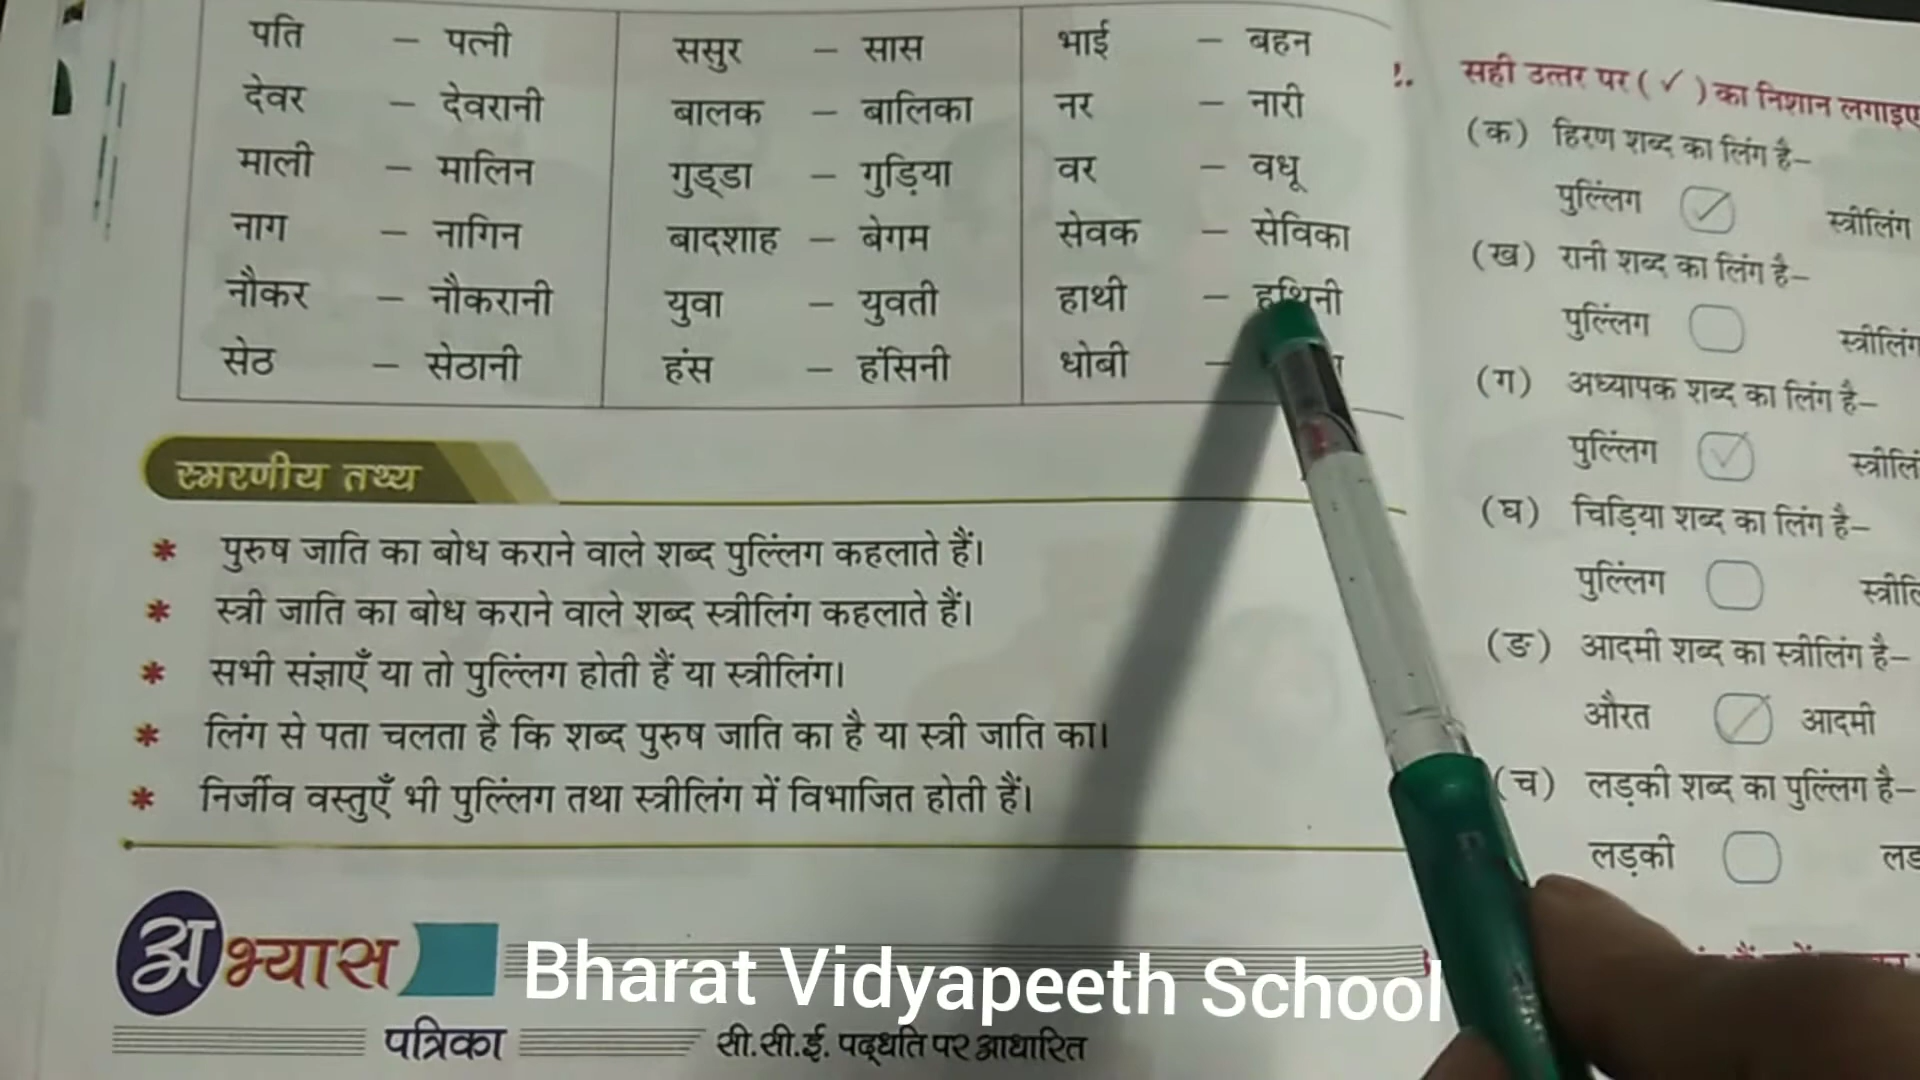 पति – पत्नी ससुर – सास भाई – बहन
देवर – देवरानी बालक – बालिका नर – नारी
माली – मालिन गुड्डा – गुड़िया वर – वधू
नाग – नागिन बादशाह – बेगम सेवक – सेविका
नौकर – नौकरानी युवा – युवती हाथी – हथिनी
सेठ – सेठानी हंस – हंसिनी धोबी –
स्मरणीय तथ्य
* पुरुष जाति का बोध कराने वाले शब्द पुल्लिंग कहलाते हैं।
* स्त्री जाति का बोध कराने वाले शब्द स्त्रीलिंग कहलाते हैं।
* सभी संज्ञाएँ या तो पुल्लिंग होती हैं या स्त्रीलिंग।
* लिंग से पता चलता है कि शब्द पुरुष जाति का है या स्त्री जाति का।
* निर्जीव वस्तुएँ भी पुल्लिंग तथा स्त्रीलिंग में विभाजित होती हैं।
अभ्यास
पत्रिका
सी.सी.ई. पद्धति पर आधारित
Bharat Vidyapeeth School
सही उत्तर पर ( ✓ ) का निशान लगाइए
(क) हिरण शब्द का लिंग है–
पुल्लिंग ✓ स्त्रीलिंग
(ख) रानी शब्द का लिंग है–
पुल्लिंग स्त्रीलिंग
(ग) अध्यापक शब्द का लिंग है–
पुल्लिंग ✓
(घ) चिड़िया शब्द का लिंग है–
पुल्लिंग
(ङ) आदमी शब्द का स्त्रीलिंग है–
औरत ✓ आदमी
(च) लड़की शब्द का पुल्लिंग है–
लड़की